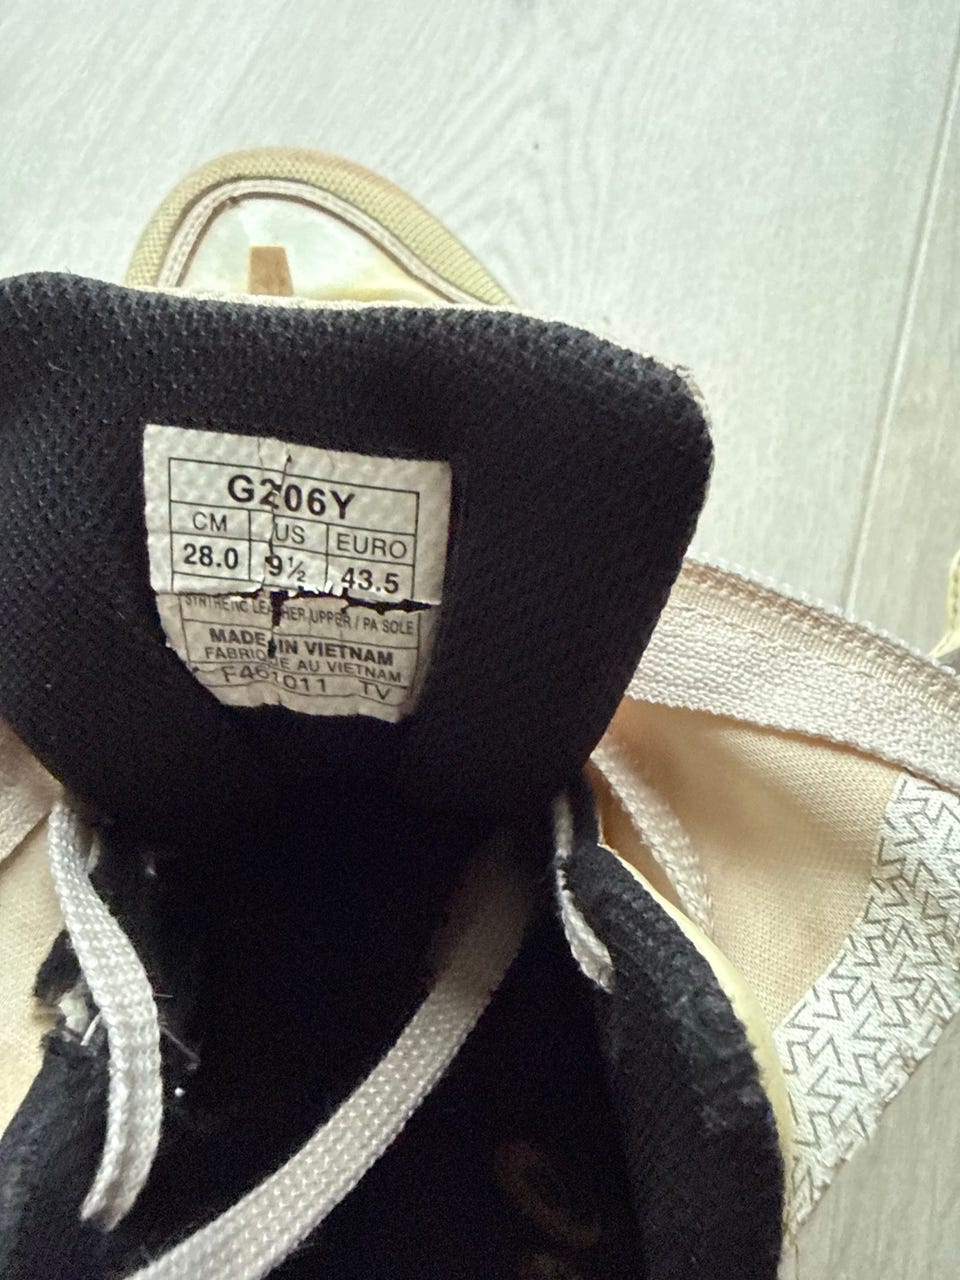 G206Y
CM US EURO
28.0 9½ 43.5
SYNTHETIC LEATHER UPPER / PA SOLE
MADE IN VIETNAM
FABRIQUE AU VIETNAM
F461011 TV